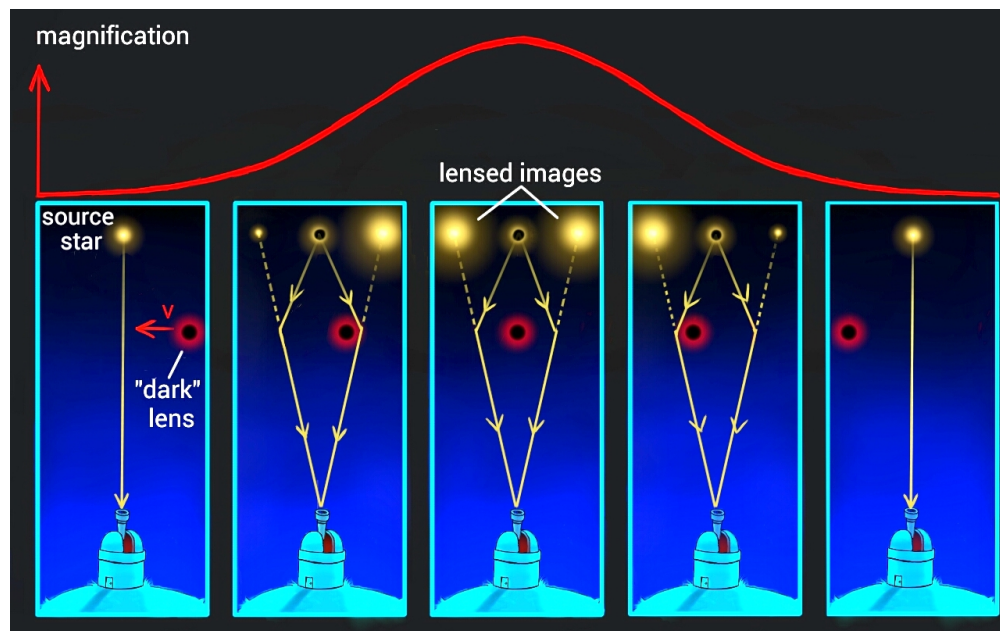 magnification
lensed images
source
star
v
"dark"
lens